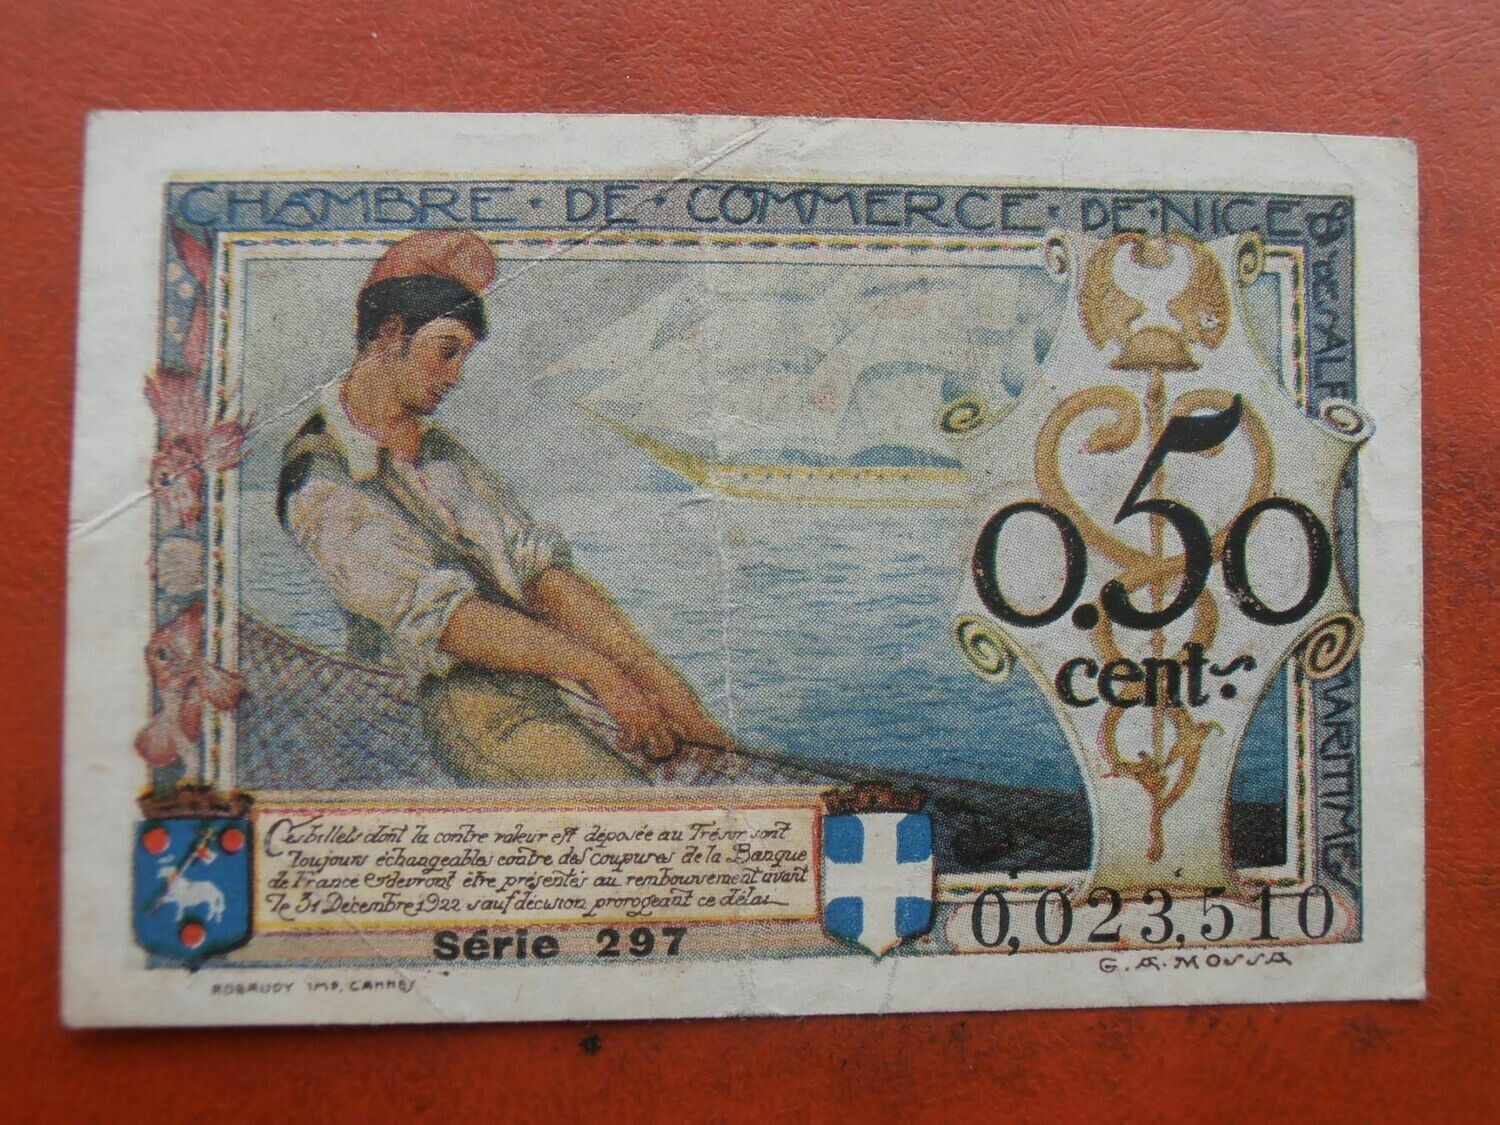 CHAMBRE · DE · COMMERCE · DE · NICE
& DES ALPES MARITIMES
0.50
cents
Ces billets dont la contre valeur est déposée au Trésor sont
Toujours échangeables contre des coupures de la Banque
de France & devront être présentés au remboursement avant
le 31 Décembre 1922 sauf décision prorogeant ce délai
Série 297
0,023,510
G. A. MOSSA
ROBAUDY IMP. CANNES